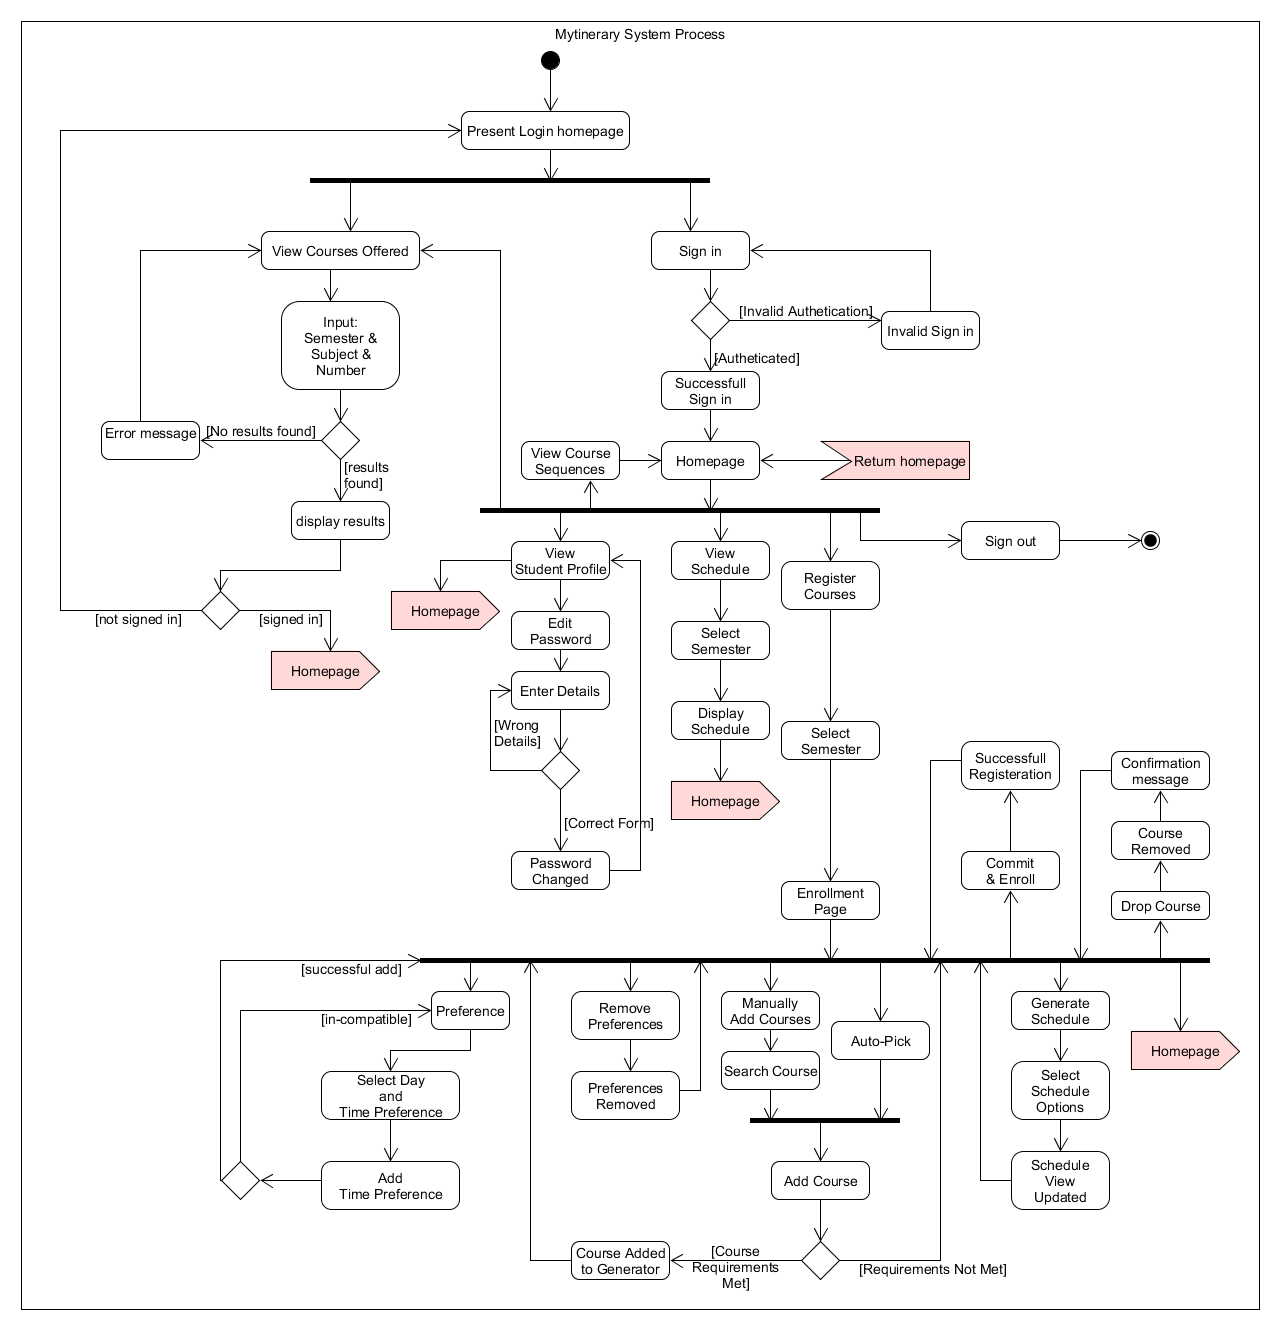 Mytinerary System Process
Present Login homepage
View Courses Offered
Sign in
[Invalid Authetication]
Invalid Sign in
Input:
Semester &
Subject &
Number
[Autheticated]
Successfull
Sign in
Error message
[No results found]
[results
found]
View Course
Sequences
Homepage
Return homepage
display results
Sign out
View
Student Profile
View
Schedule
Register
Courses
Homepage
[not signed in]
[signed in]
Edit
Password
Select
Semester
Homepage
Enter Details
[Wrong
Details]
Display
Schedule
Select
Semester
Successfull
Registeration
Confirmation
message
Homepage
[Correct Form]
Course
Removed
Password
Changed
Commit
& Enroll
Enrollment
Page
Drop Course
[successful add]
Preference
[in-compatible]
Remove
Preferences
Manually
Add Courses
Auto-Pick
Generate
Schedule
Homepage
Select Day
and
Time Preference
Preferences
Removed
Search Course
Select
Schedule
Options
Add
Time Preference
Add Course
Schedule
View
Updated
Course Added
to Generator
[Course
Requirements
Met]
[Requirements Not Met]